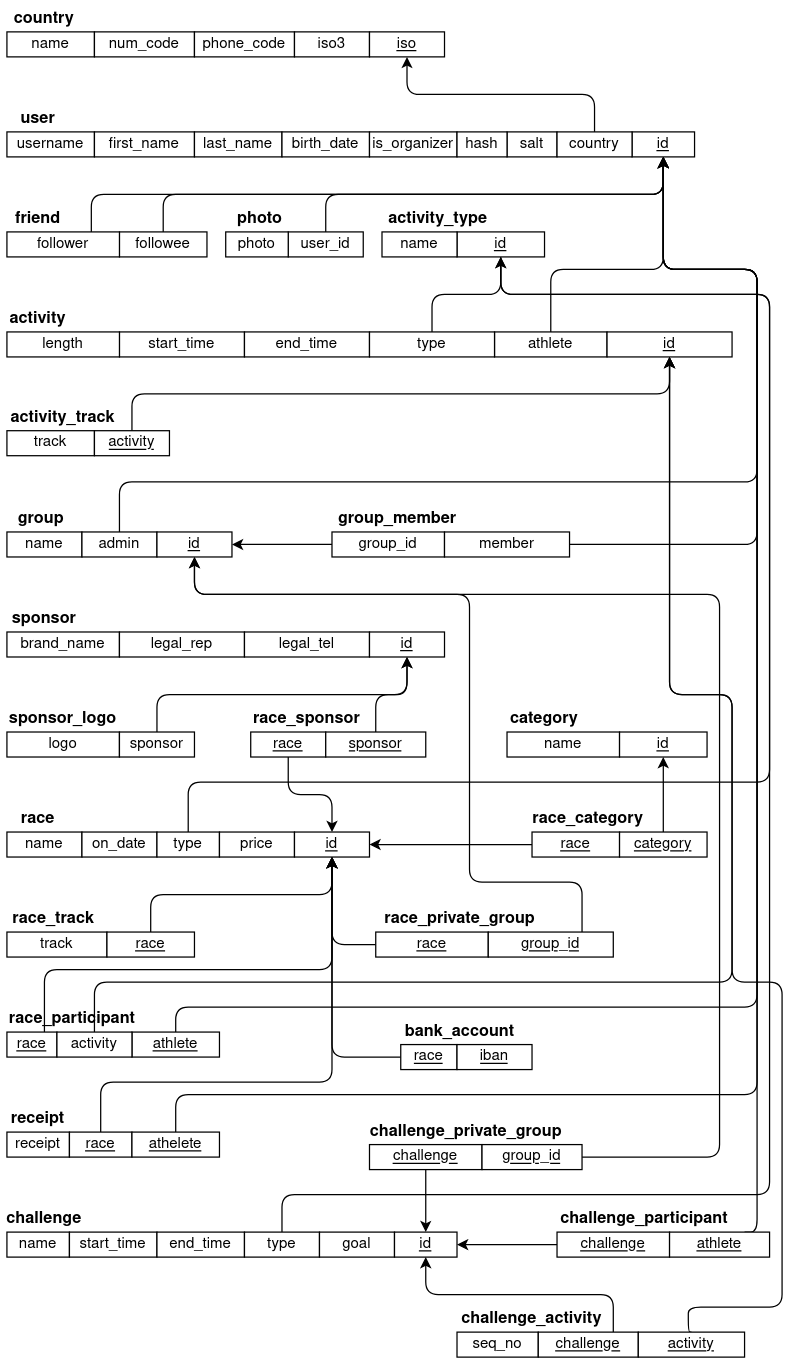 country
name num_code phone_code iso3 iso
user
username first_name last_name birth_date is_organizer hash salt country id
friend photo activity_type
follower followee photo user_id name id
activity
length start_time end_time type athlete id
activity_track
track activity
group group_member
name admin id group_id member
sponsor
brand_name legal_rep legal_tel id
sponsor_logo race_sponsor category
logo sponsor race sponsor name id
race race_category
name on_date type price id race category
race_track race_private_group
track race race group_id
race_participant bank_account
race activity athlete race iban
receipt challenge_private_group
receipt race athelete challenge group_id
challenge challenge_participant
name start_time end_time type goal id challenge athlete
challenge_activity
seq_no challenge activity